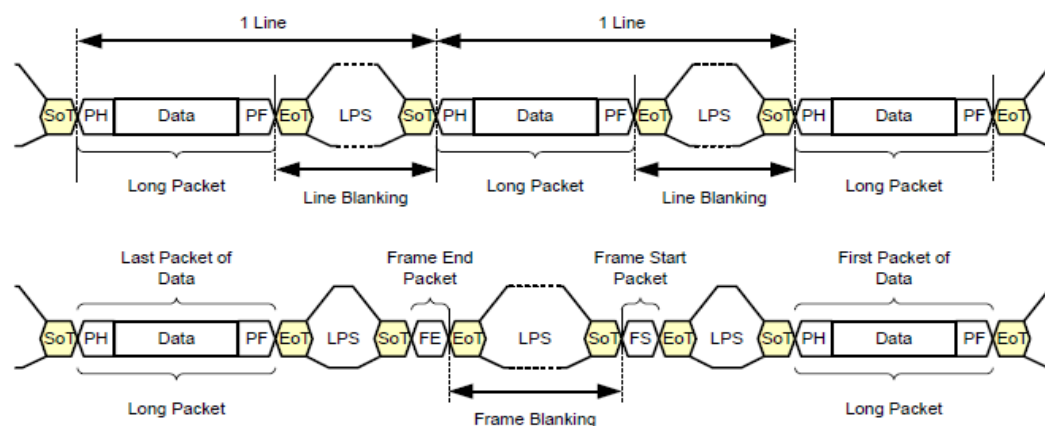 1 Line 1 Line
SoT PH Data PF EoT LPS SoT PH Data PF EoT LPS SoT PH Data PF EoT
Long Packet Line Blanking Long Packet Line Blanking Long Packet
Last Packet of Data Frame End Packet Frame Start Packet First Packet of Data
SoT PH Data PF EoT LPS SoT FE EoT LPS SoT FS EoT LPS SoT PH Data PF EoT
Long Packet Frame Blanking Long Packet